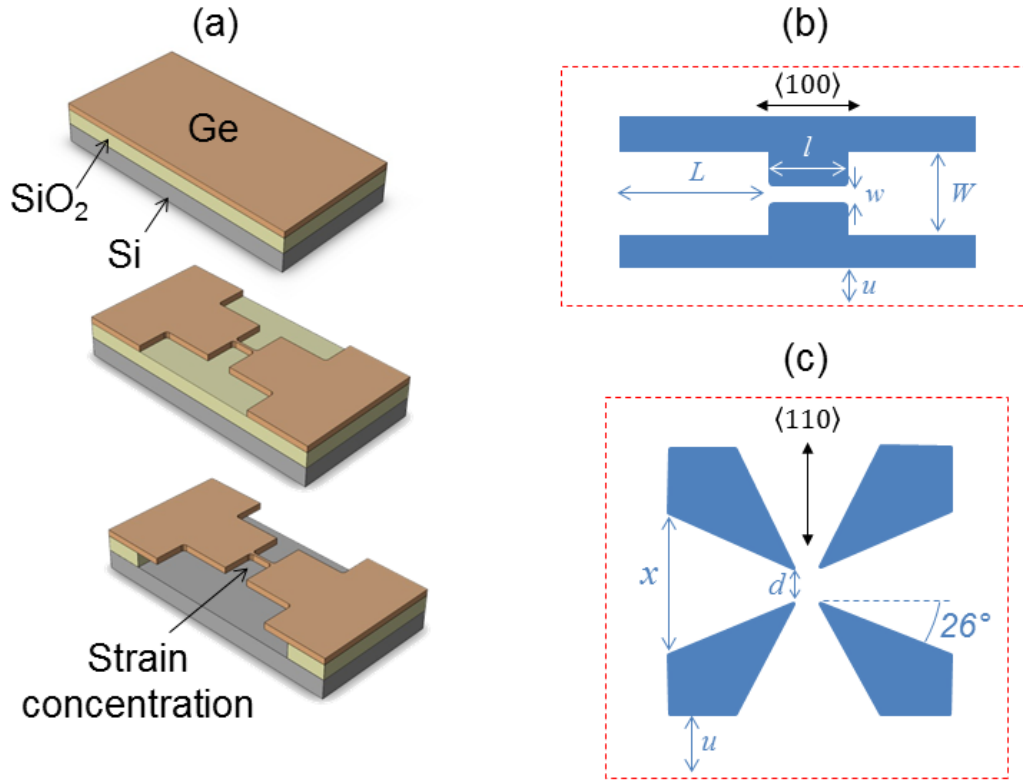 (a)
Ge
SiO₂
Si
Strain
concentration
(b)
⟨100⟩
l
L
w
W
u
(c)
⟨110⟩
x
d
26°
u